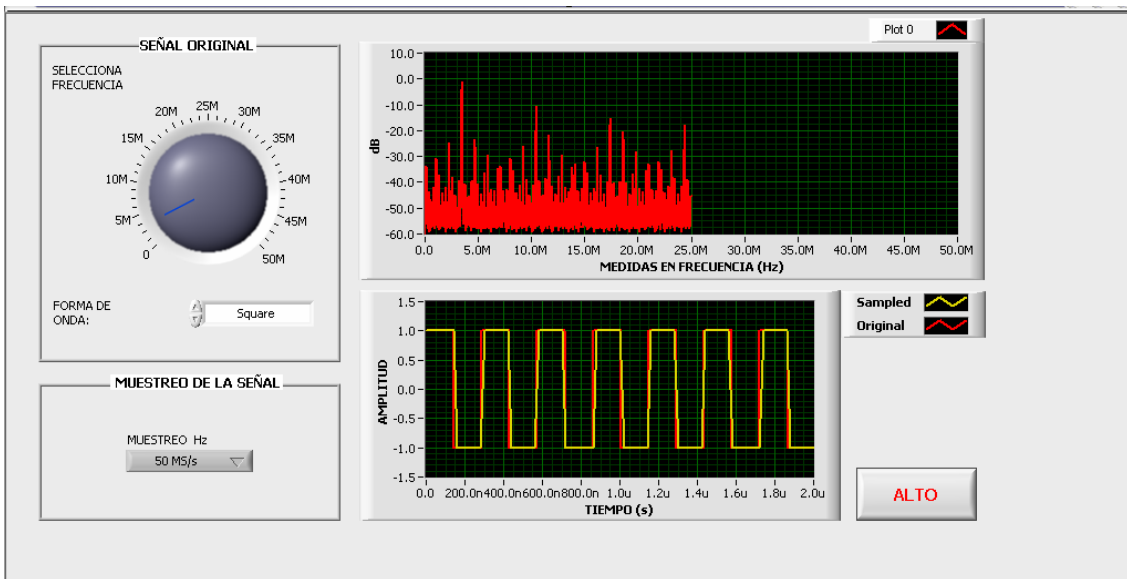 SEÑAL ORIGINAL
SELECCIONA
FRECUENCIA
0
5M
10M
15M
20M
25M
30M
35M
40M
45M
50M
FORMA DE
ONDA:
Square
MUESTREO DE LA SEÑAL
MUESTREO Hz
50 MS/s
Plot 0
dB
10.0
0.0
-10.0
-20.0
-30.0
-40.0
-50.0
-60.0
0.0 5.0M 10.0M 15.0M 20.0M 25.0M 30.0M 35.0M 40.0M 45.0M 50.0M
MEDIDAS EN FRECUENCIA (Hz)
AMPLITUD
1.5
1.0
0.5
0.0
-0.5
-1.0
-1.5
0.0 200.0n 400.0n 600.0n 800.0n 1.0u 1.2u 1.4u 1.6u 1.8u 2.0u
TIEMPO (s)
Sampled
Original
ALTO